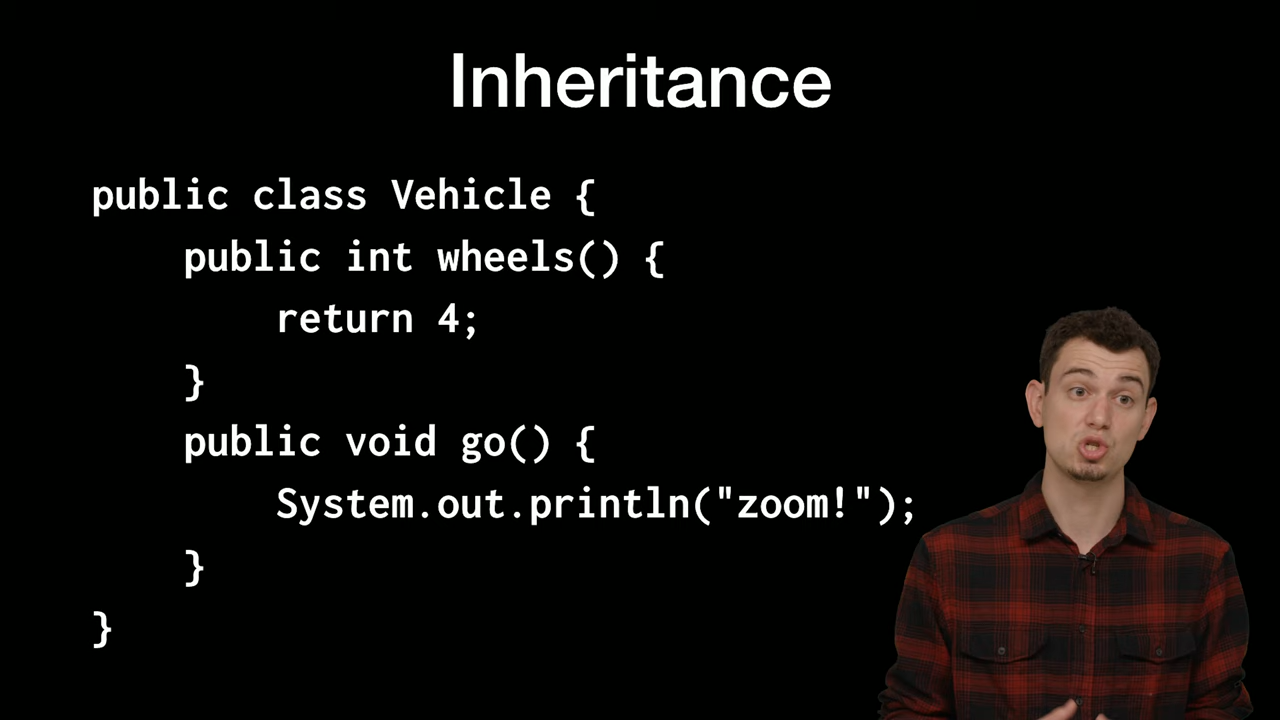 Inheritance
public class Vehicle {
    public int wheels() {
        return 4;
    }
    public void go() {
        System.out.println("zoom!");
    }
}